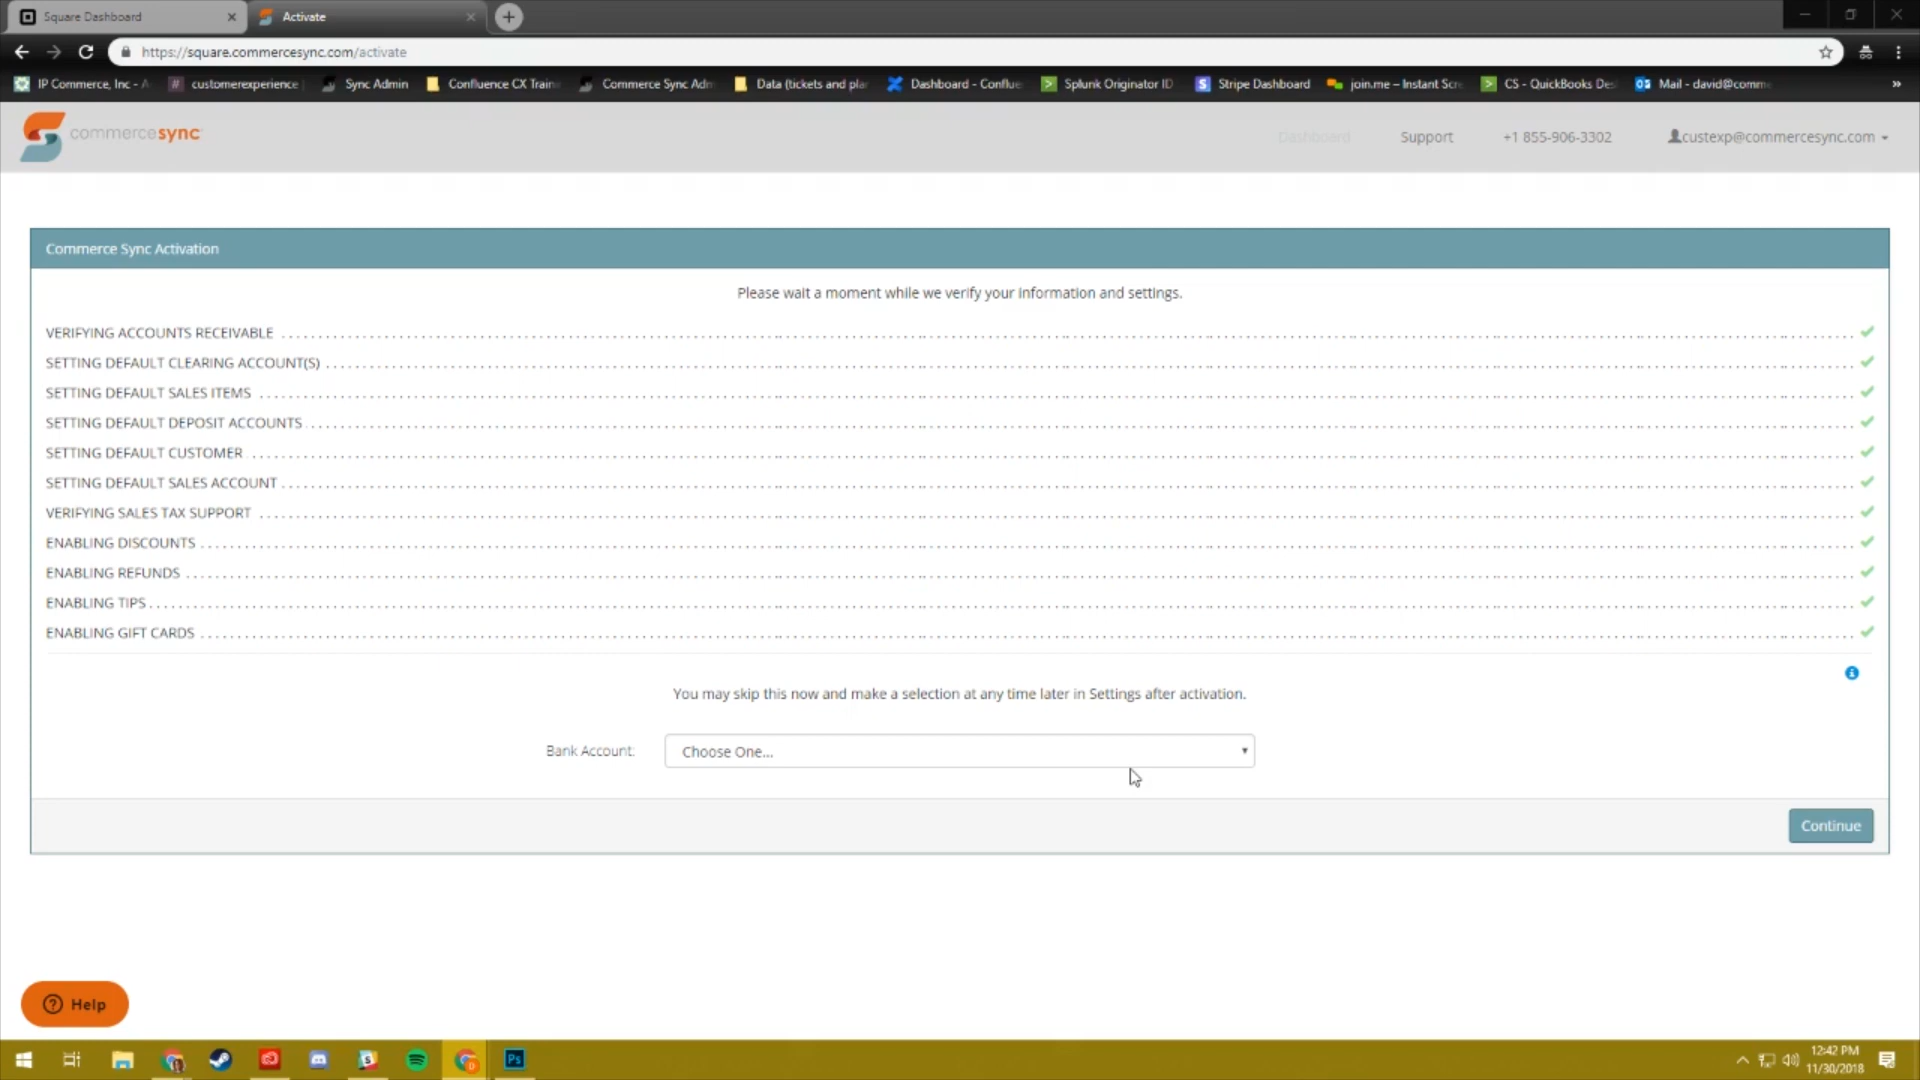 Square Dashboard
Activate
https://square.commercesync.com/activate
IP Commerce, Inc - A
customerexperience
Sync Admin
Confluence CX Train
Commerce Sync Adm
Data (tickets and pla
Dashboard - Conflue
Splunk Originator ID
Stripe Dashboard
join.me – Instant Scr
CS - QuickBooks Des
Mail - david@comm
commercesync
Dashboard
Support
+1 855-906-3302
custexp@commercesync.com
Commerce Sync Activation
Please wait a moment while we verify your information and settings.
VERIFYING ACCOUNTS RECEIVABLE
SETTING DEFAULT CLEARING ACCOUNT(S)
SETTING DEFAULT SALES ITEMS
SETTING DEFAULT DEPOSIT ACCOUNTS
SETTING DEFAULT CUSTOMER
SETTING DEFAULT SALES ACCOUNT
VERIFYING SALES TAX SUPPORT
ENABLING DISCOUNTS
ENABLING REFUNDS
ENABLING TIPS
ENABLING GIFT CARDS
You may skip this now and make a selection at any time later in Settings after activation.
Bank Account:
Choose One...
Continue
Help
Ps
12:42 PM
11/30/2018